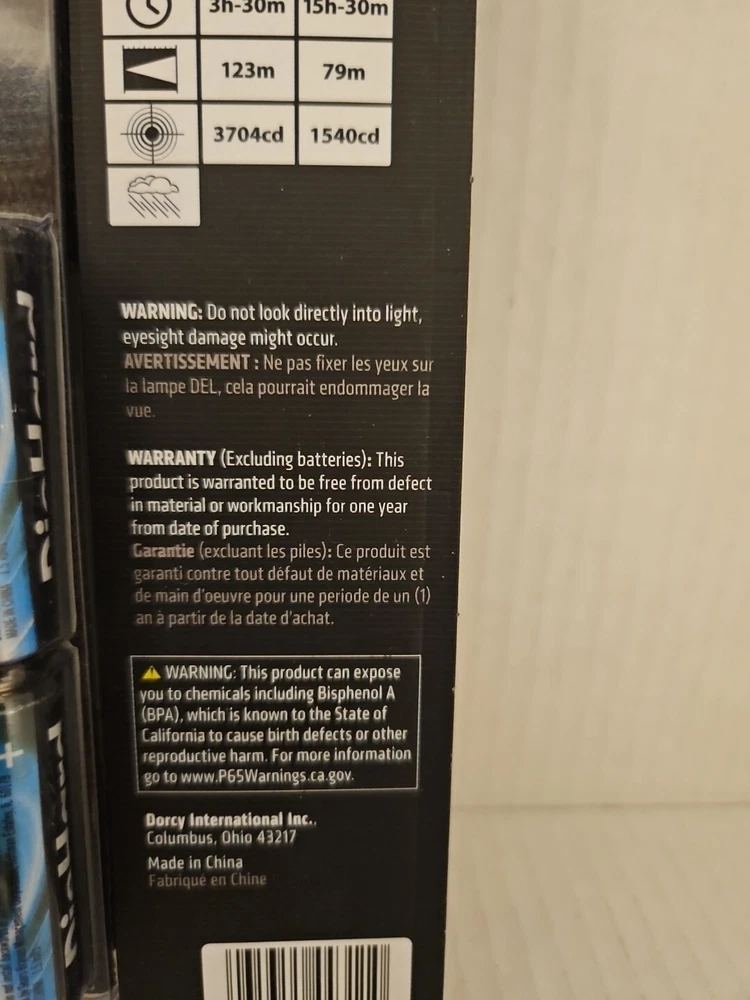 3h-30m 15h-30m
123m 79m
3704cd 1540cd
WARNING: Do not look directly into light,
eyesight damage might occur.
AVERTISSEMENT : Ne pas fixer les yeux sur
la lampe DEL, cela pourrait endommager la
vue.
WARRANTY (Excluding batteries): This
product is warranted to be free from defect
in material or workmanship for one year
from date of purchase.
Garantie (excluant les piles): Ce produit est
garanti contre tout défaut de matériaux et
de main d'oeuvre pour une periode de un (1)
an à partir de la date d'achat.
⚠ WARNING: This product can expose
you to chemicals including Bisphenol A
(BPA), which is known to the State of
California to cause birth defects or other
reproductive harm. For more information
go to www.P65Warnings.ca.gov.
Dorcy International Inc.,
Columbus, Ohio 43217
Made in China
Fabriqué en Chine